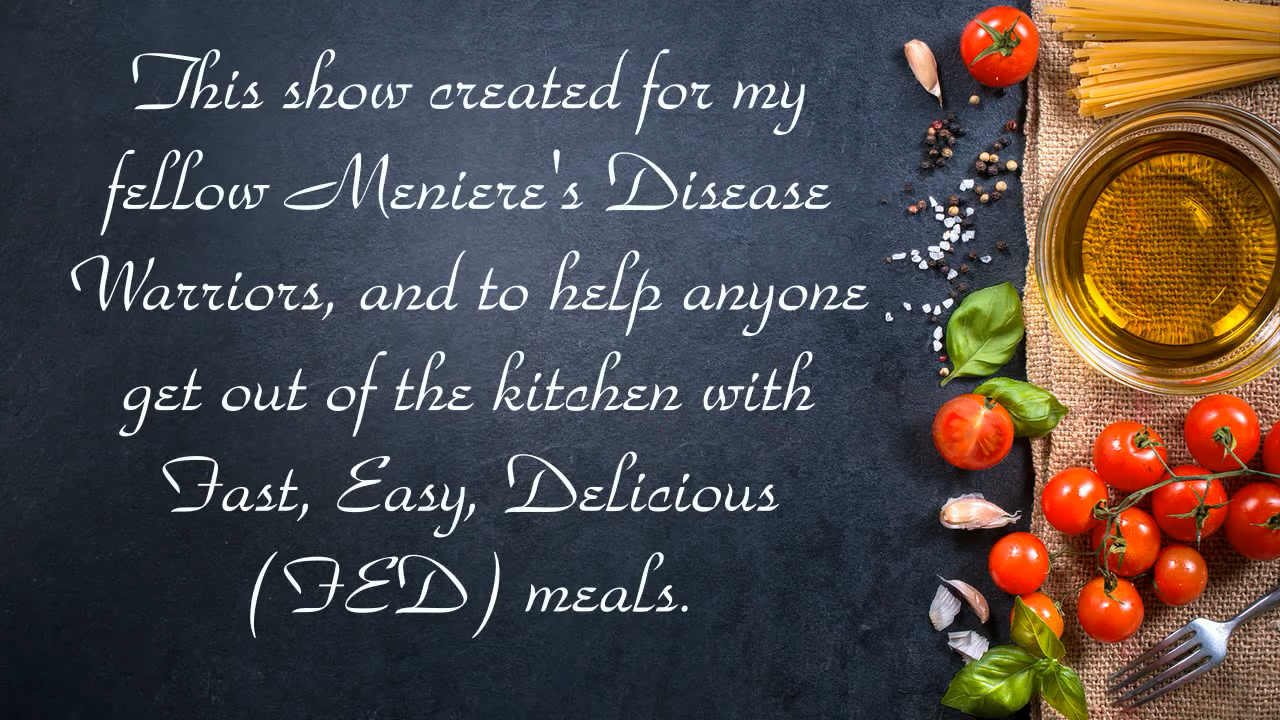 This show created for my
fellow Meniere's Disease
Warriors, and to help anyone
get out of the kitchen with
Fast, Easy, Delicious
(FED) meals.